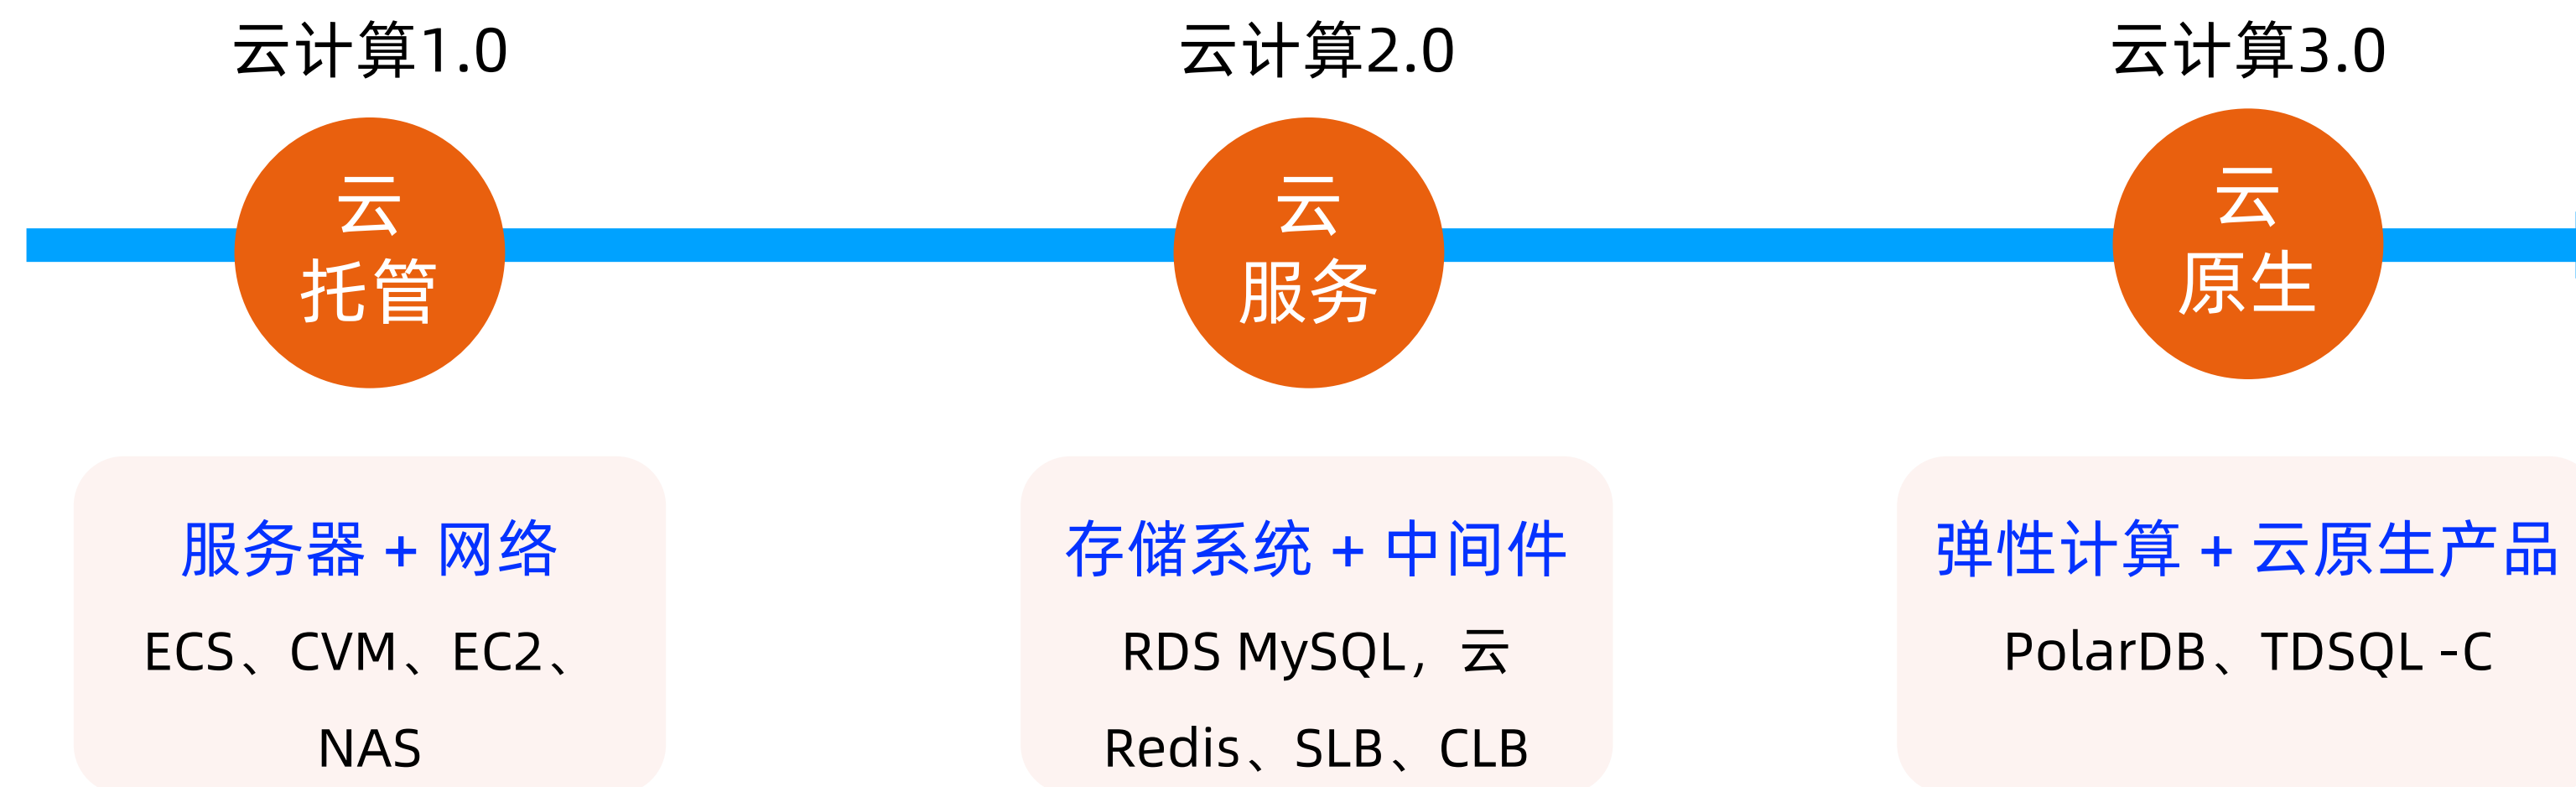 云计算1.0
云计算2.0
云计算3.0
云
托管
云
服务
云
原生
服务器 + 网络
ECS、CVM、EC2、
NAS
存储系统 + 中间件
RDS MySQL，云
Redis、SLB、CLB
弹性计算 + 云原生产品
PolarDB、TDSQL -C